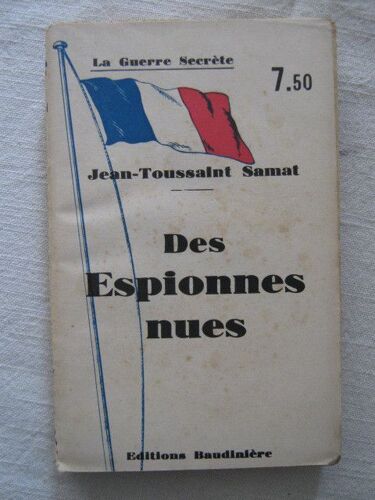 La Guerre Secrète
7.50
Jean-Toussaint Samat
Des
Espionnes
nues
Editions Baudinière